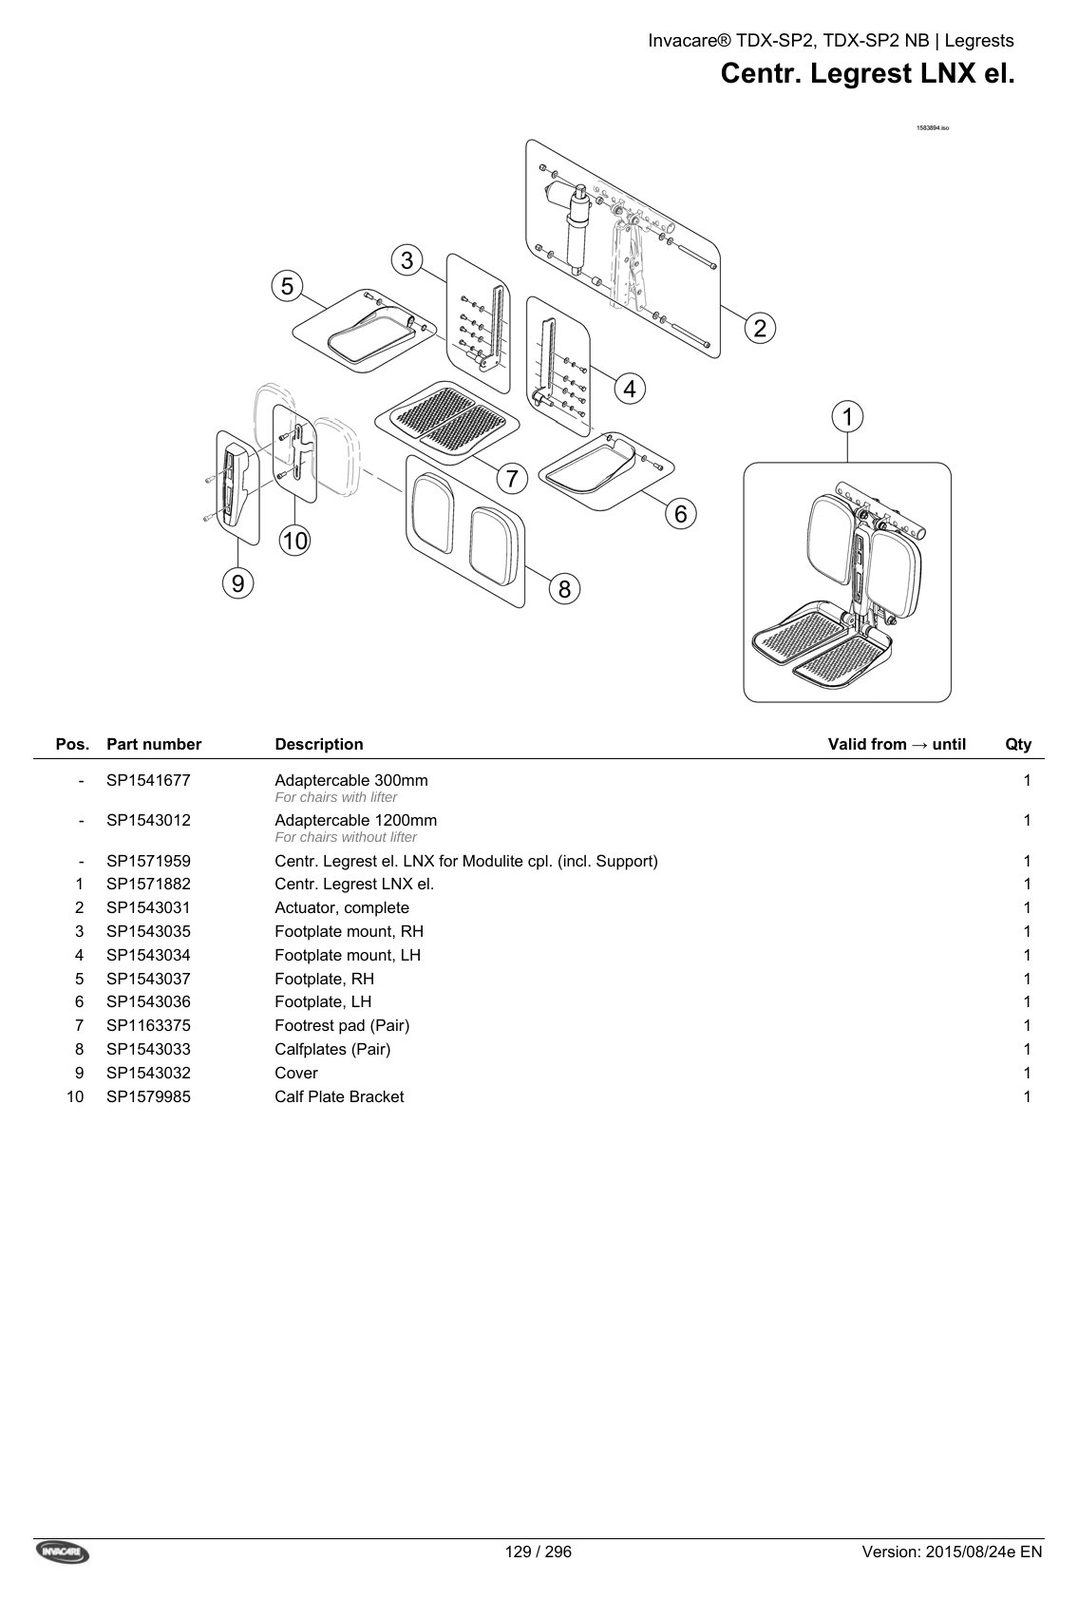 Invacare® TDX-SP2, TDX-SP2 NB | Legrests
Centr. Legrest LNX el.
1583894.iso
3
5
2
4
1
7
6
10
9
8
Pos. Part number Description Valid from → until Qty
- SP1541677 Adaptercable 300mm 1
For chairs with lifter
- SP1543012 Adaptercable 1200mm 1
For chairs without lifter
- SP1571959 Centr. Legrest el. LNX for Modulite cpl. (incl. Support) 1
1 SP1571882 Centr. Legrest LNX el. 1
2 SP1543031 Actuator, complete 1
3 SP1543035 Footplate mount, RH 1
4 SP1543034 Footplate mount, LH 1
5 SP1543037 Footplate, RH 1
6 SP1543036 Footplate, LH 1
7 SP1163375 Footrest pad (Pair) 1
8 SP1543033 Calfplates (Pair) 1
9 SP1543032 Cover 1
10 SP1579985 Calf Plate Bracket 1
INVACARE 129 / 296 Version: 2015/08/24e EN